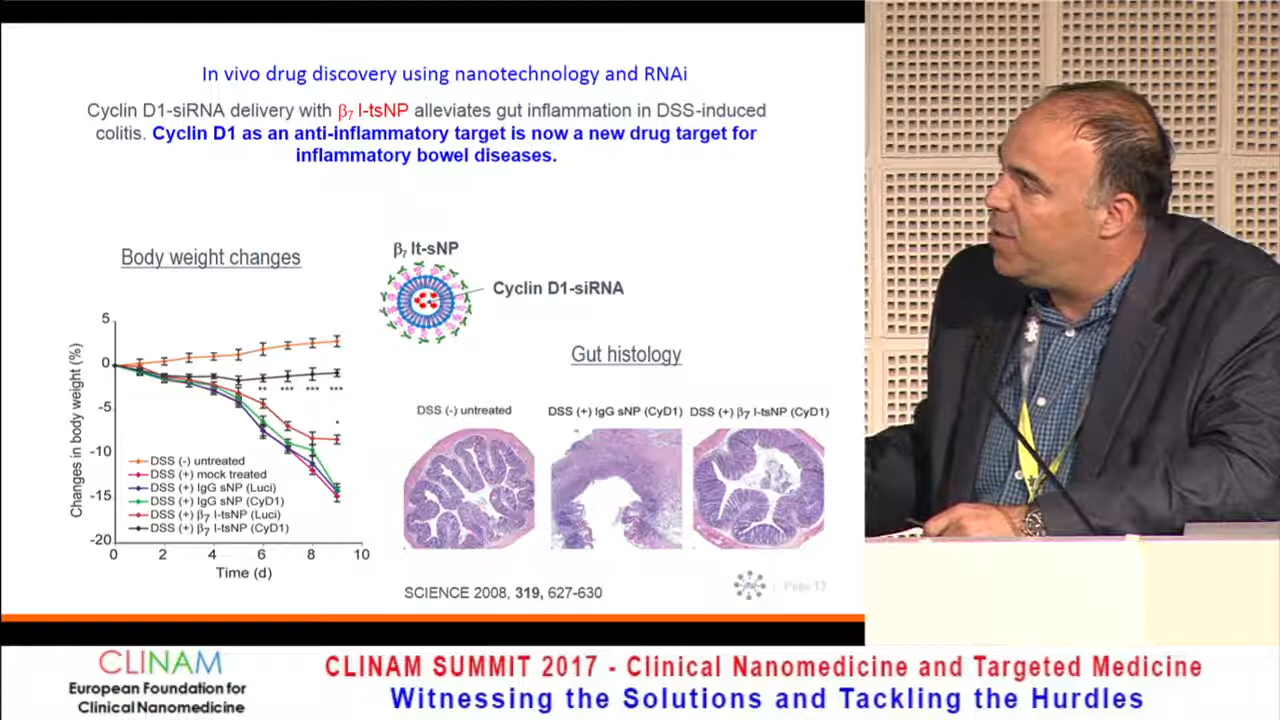 In vivo drug discovery using nanotechnology and RNAi
Cyclin D1-siRNA delivery with β7 I-tsNP alleviates gut inflammation in DSS-induced
colitis. Cyclin D1 as an anti-inflammatory target is now a new drug target for
inflammatory bowel diseases.
Body weight changes
β7 It-sNP
Cyclin D1-siRNA
Gut histology
Changes in body weight (%)
5
0
-5
-10
-15
-20
** *** *** ***
*
DSS (-) untreated
DSS (+) mock treated
DSS (+) IgG sNP (Luci)
DSS (+) IgG sNP (CyD1)
DSS (+) β7 I-tsNP (Luci)
DSS (+) β7 I-tsNP (CyD1)
0 2 4 6 8 10
Time (d)
DSS (-) untreated
DSS (+) IgG sNP (CyD1)
DSS (+) β7 I-tsNP (CyD1)
SCIENCE 2008, 319, 627-630
Page 13
CLINAM
European Foundation for
Clinical Nanomedicine
CLINAM SUMMIT 2017 - Clinical Nanomedicine and Targeted Medicine
Witnessing the Solutions and Tackling the Hurdles